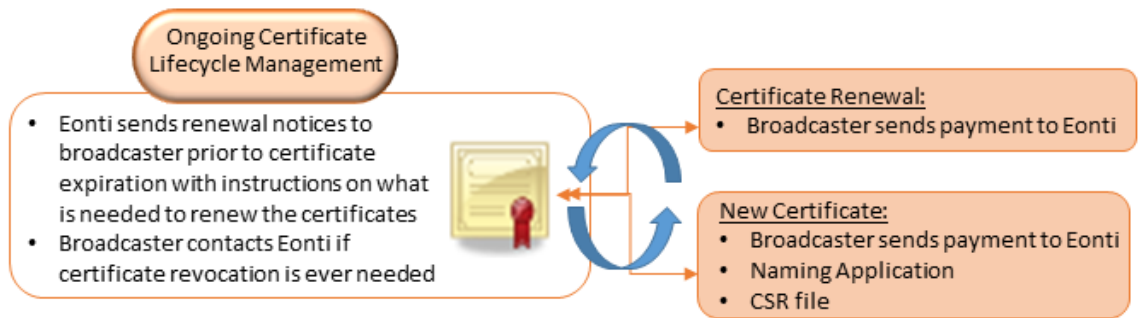 Ongoing Certificate
Lifecycle Management
• Eonti sends renewal notices to
broadcaster prior to certificate
expiration with instructions on what
is needed to renew the certificates
• Broadcaster contacts Eonti if
certificate revocation is ever needed
Certificate Renewal:
• Broadcaster sends payment to Eonti
New Certificate:
• Broadcaster sends payment to Eonti
• Naming Application
• CSR file